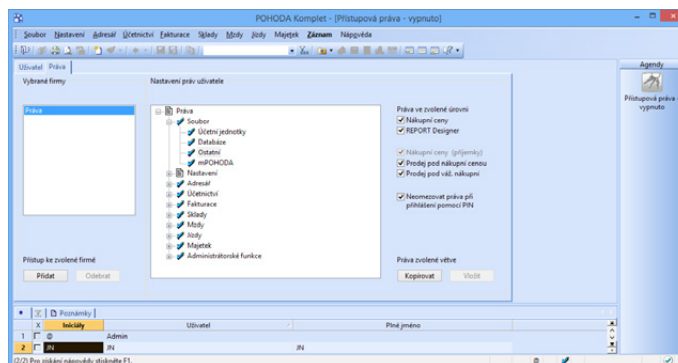 POHODA Komplet - [Přístupová práva - vypnuto]
Soubor Nastavení Adresář Účetnictví Fakturace Sklady Mzdy Jízdy Majetek Záznam Nápověda
Uživatel Práva
Agendy
Přístupová práva - vypnuto
Vybrané firmy
Práva
Nastavení práv uživatele
Práva
Soubor
Účetní jednotky
Databáze
Ostatní
mPOHODA
Nastavení
Adresář
Účetnictví
Fakturace
Sklady
Mzdy
Jízdy
Majetek
Administrátorské funkce
Práva ve zvolené úrovni
Nákupní ceny
REPORT Designer
Nákupní ceny (příjemky)
Prodej pod nákupní cenou
Prodej pod váž. nákupní
Neomezovat práva při
přihlášení pomocí PIN
Přístup ke zvolené firmě
Přidat Odebrat
Práva zvolené větve
Kopírovat Vložit
Poznámky
X Iniciály Uživatel Plné jméno
1 @ Admin
2 JN JN JN
(2/2) Pro získání nápovědy stiskněte F1. @